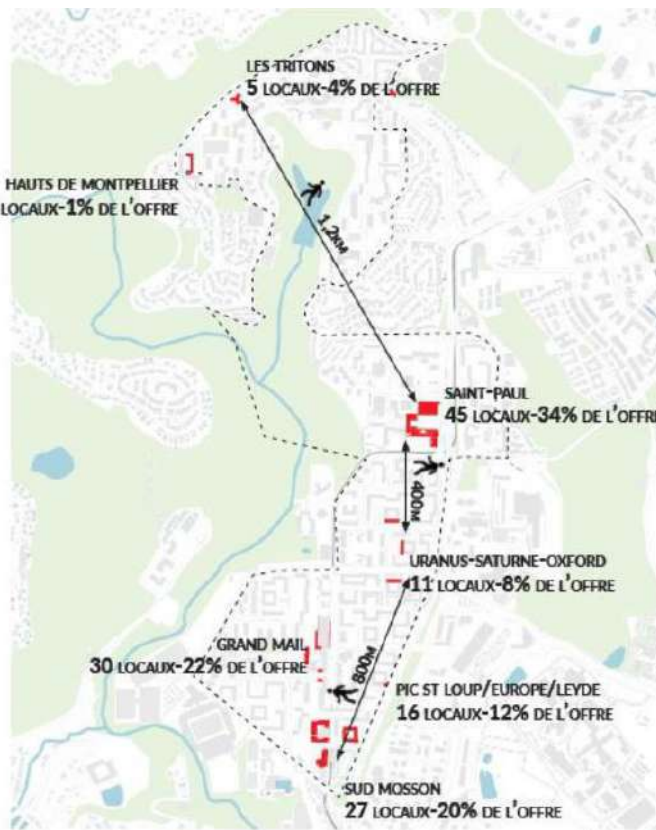 LES TRITONS
5 LOCAUX-4% DE L'OFFRE
HAUTS DE MONTPELLIER
LOCAUX-1% DE L'OFFRE
1,2KM
SAINT-PAUL
45 LOCAUX-34% DE L'OFFRE
400M
URANUS-SATURNE-OXFORD
11 LOCAUX-8% DE L'OFFRE
GRAND MAIL
30 LOCAUX-22% DE L'OFFRE
800M
PIC ST LOUP/EUROPE/LEYDE
16 LOCAUX-12% DE L'OFFRE
SUD MOSSON
27 LOCAUX-20% DE L'OFFRE